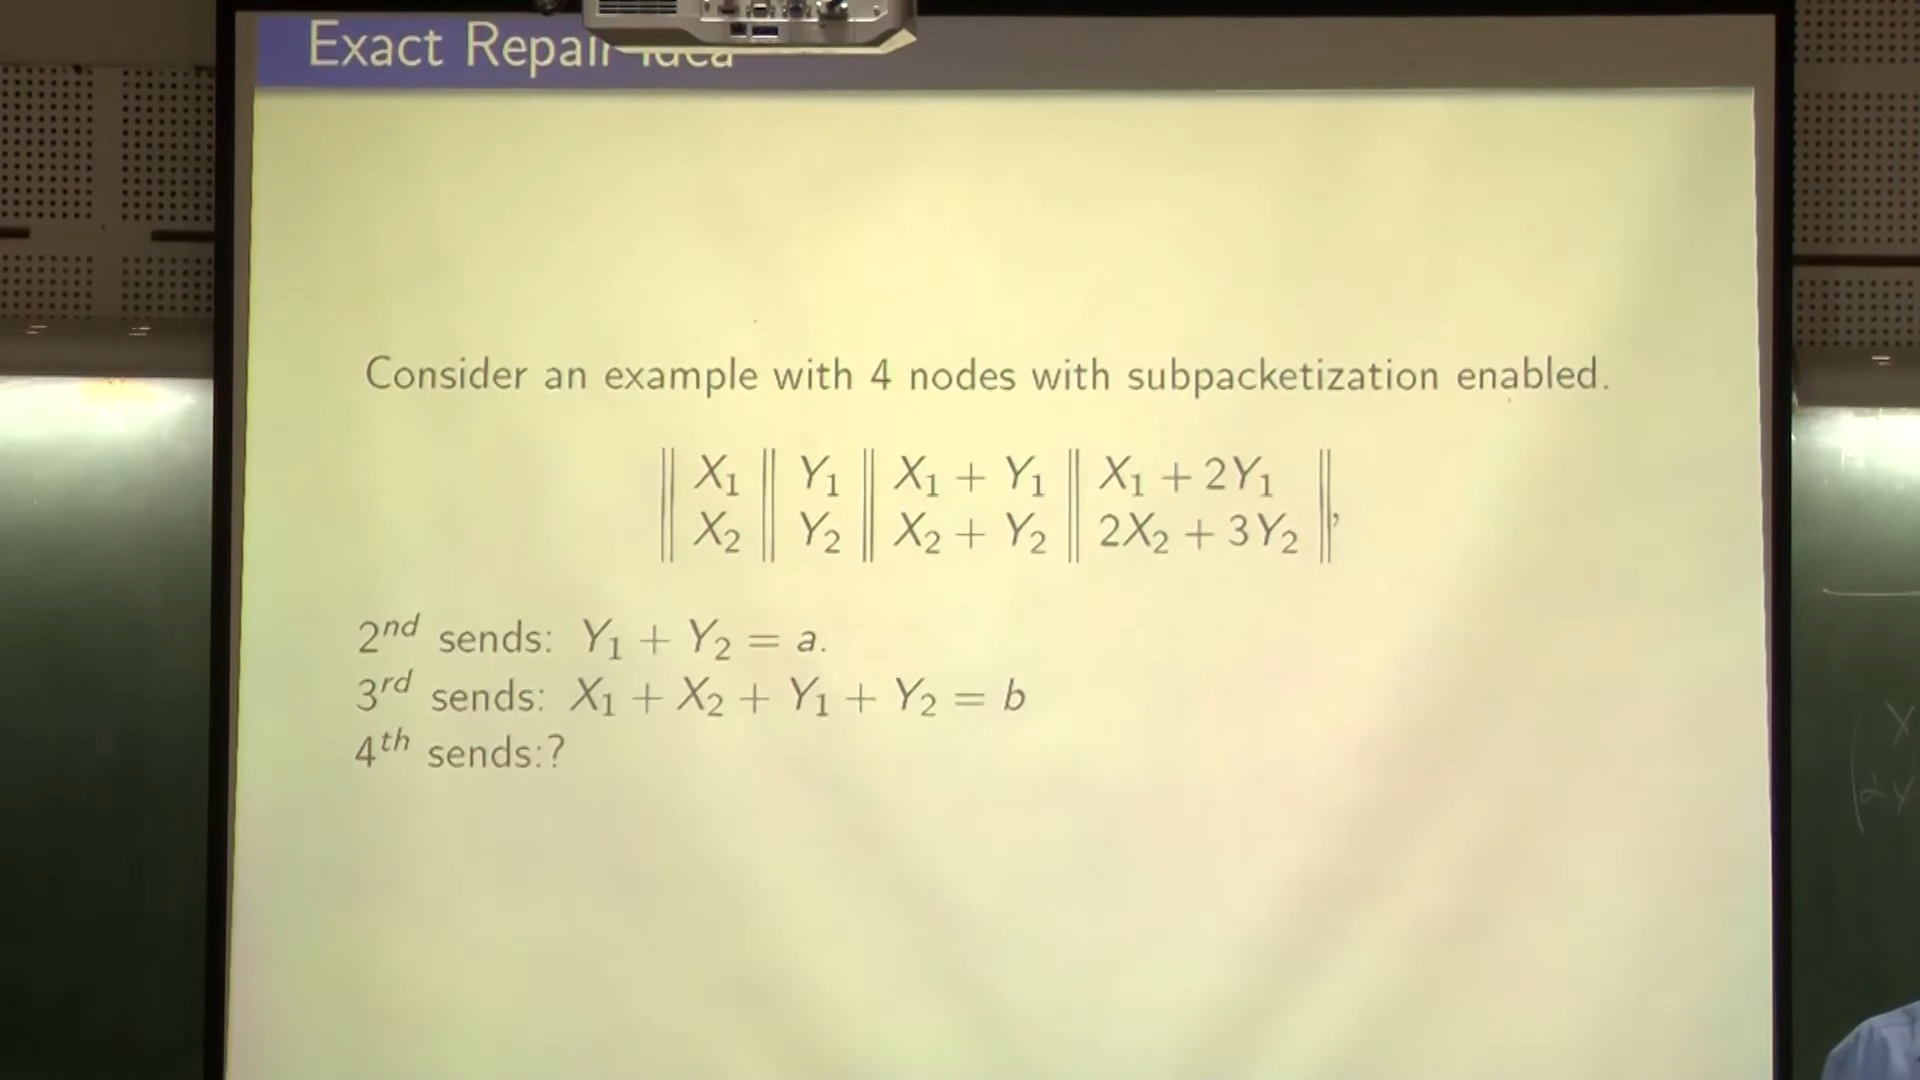 Exact Repair Idea
Consider an example with 4 nodes with subpacketization enabled.
‖ X₁ ‖ Y₁ ‖ X₁ + Y₁ ‖ X₁ + 2Y₁ ‖
‖ X₂ ‖ Y₂ ‖ X₂ + Y₂ ‖ 2X₂ + 3Y₂ ‖,
2ⁿᵈ sends: Y₁ + Y₂ = a.
3ʳᵈ sends: X₁ + X₂ + Y₁ + Y₂ = b
4ᵗʰ sends:?